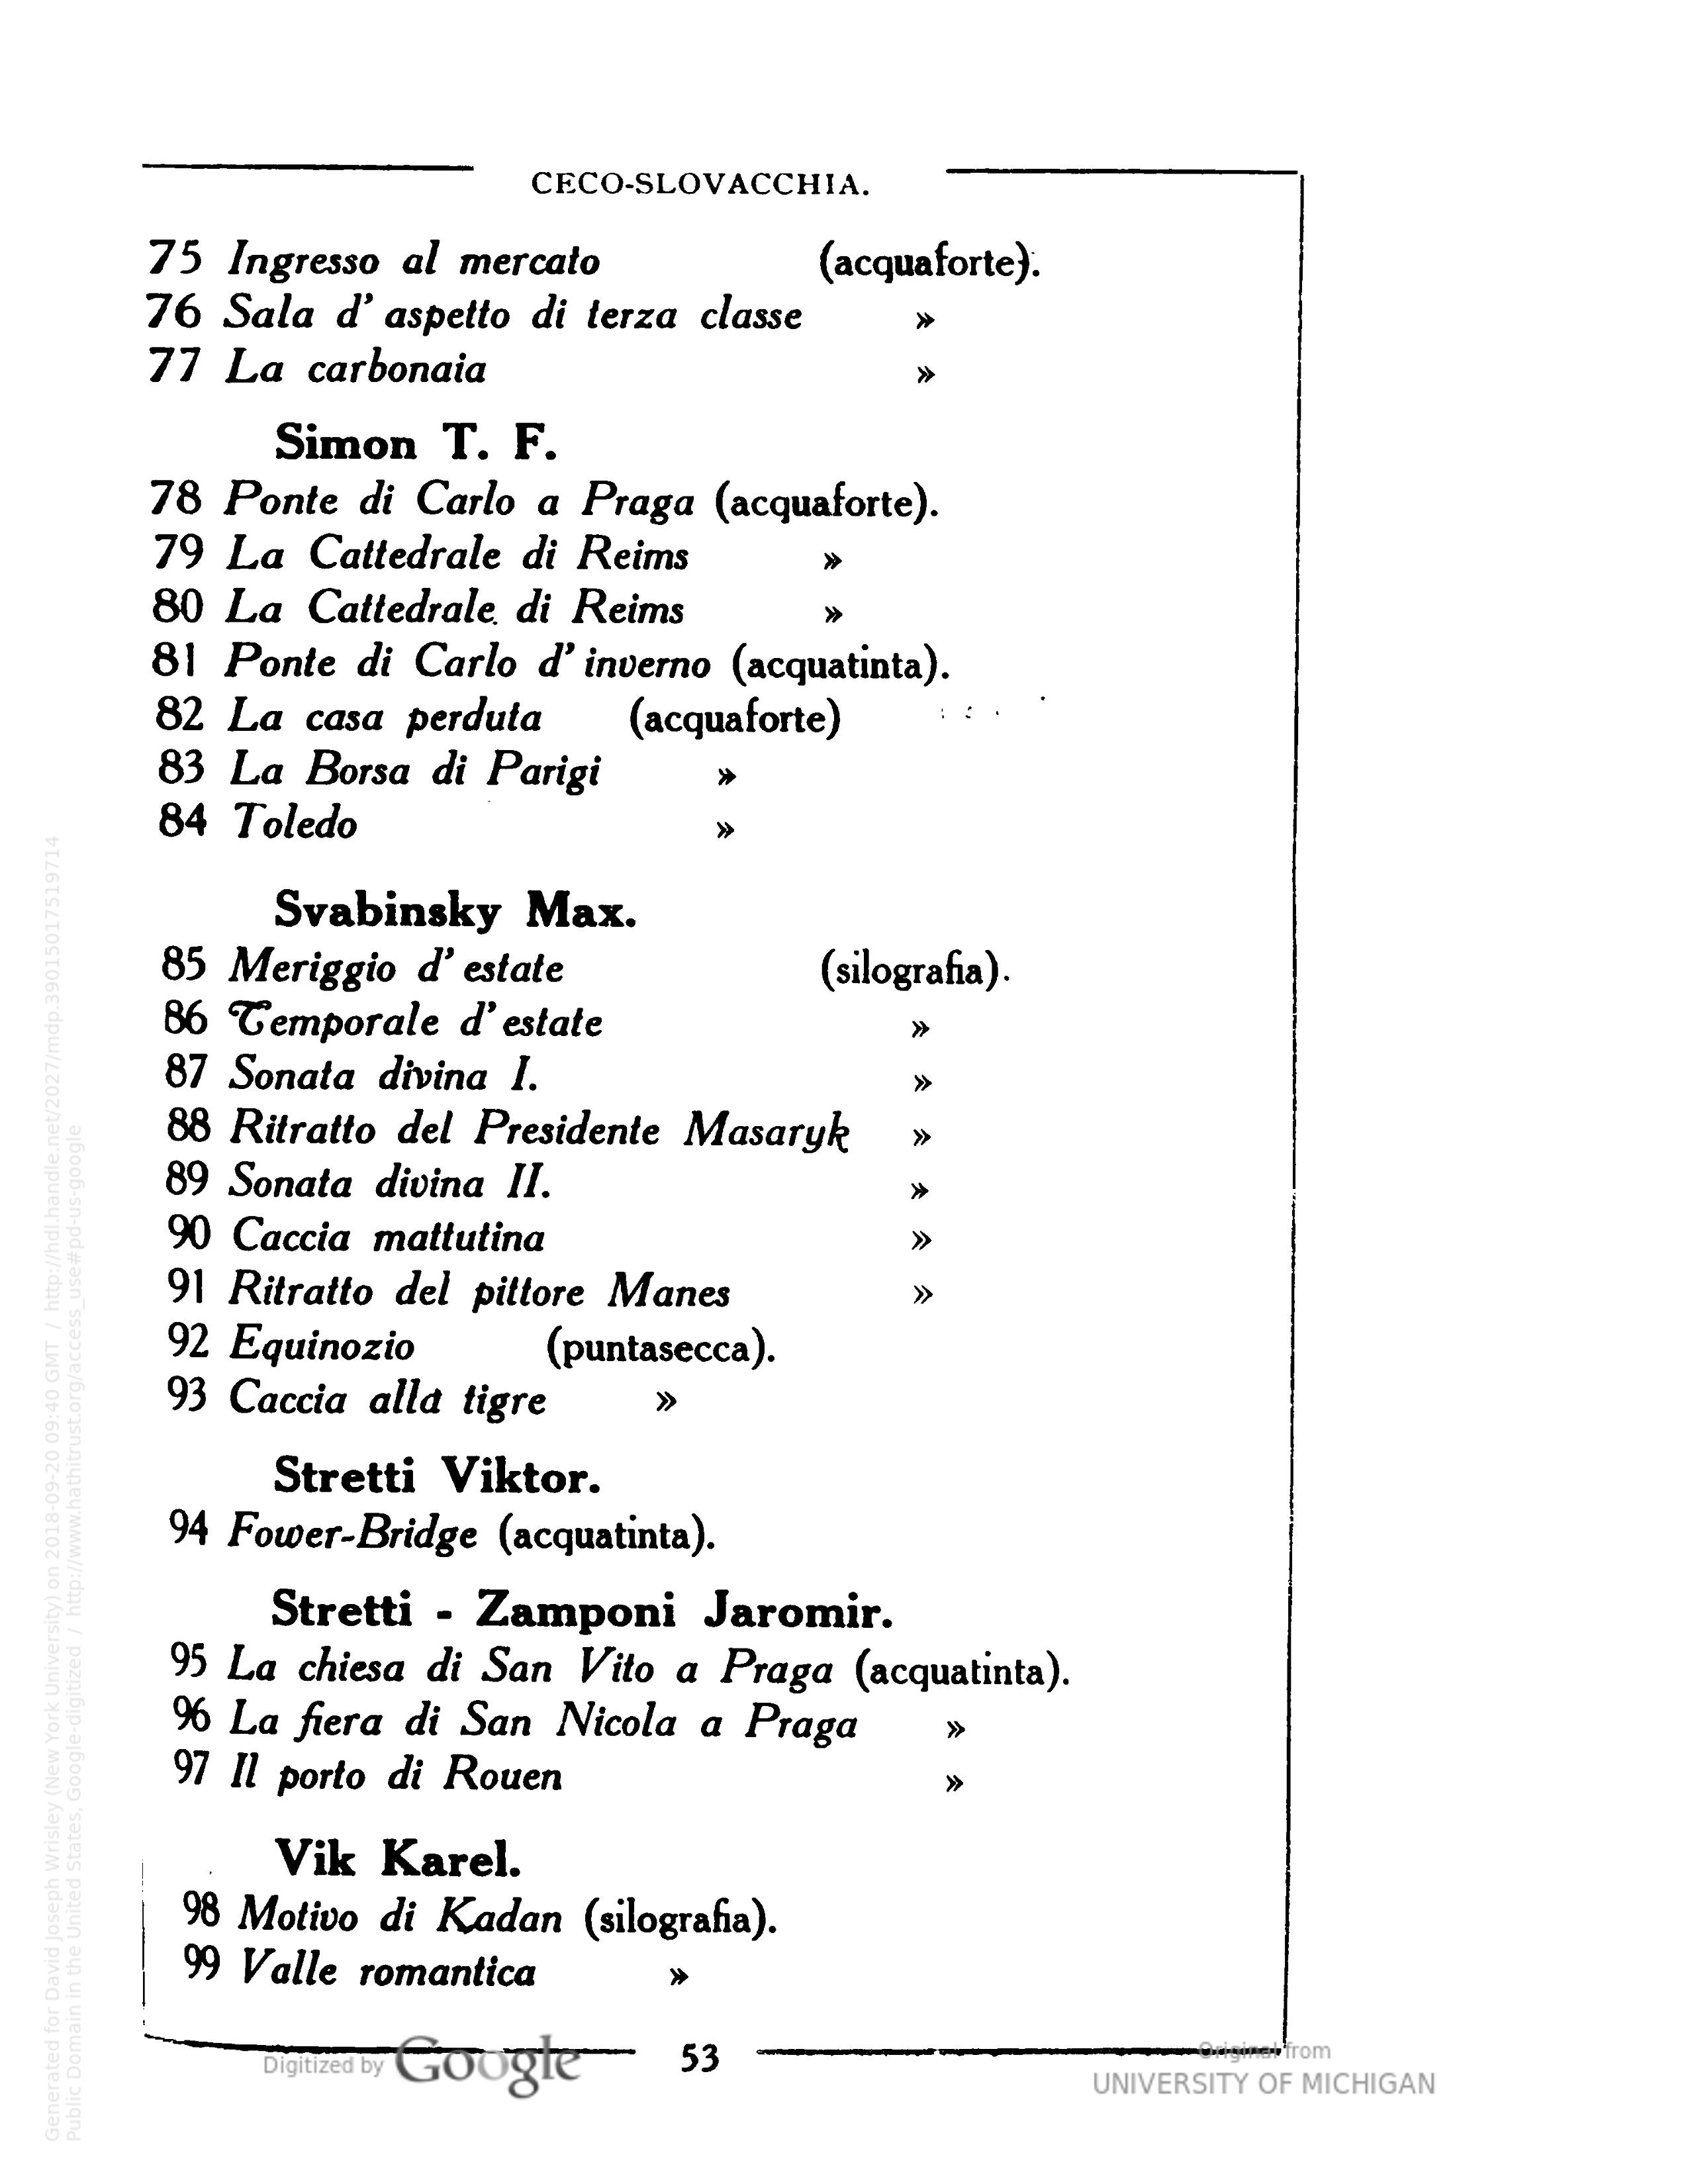 CECO-SLOVACCHIA.
75 Ingresso al mercato (acquaforte).
76 Sala d' aspetto di terza classe »
77 La carbonaia »
Simon T. F.
78 Ponte di Carlo a Praga (acquaforte).
79 La Cattedrale di Reims »
80 La Cattedrale di Reims »
81 Ponte di Carlo d' inverno (acquatinta).
82 La casa perduta (acquaforte)
83 La Borsa di Parigi »
84 Toledo »
Svabinsky Max.
85 Meriggio d' estate (silografia).
86 Temporale d' estate »
87 Sonata divina I. »
88 Ritratto del Presidente Masaryk »
89 Sonata divina II. »
90 Caccia mattutina »
91 Ritratto del pittore Manes »
92 Equinozio (puntasecca).
93 Caccia alla tigre »
Stretti Viktor.
94 Fower-Bridge (acquatinta).
Stretti - Zamponi Jaromir.
95 La chiesa di San Vito a Praga (acquatinta).
96 La fiera di San Nicola a Praga »
97 Il porto di Rouen »
Vik Karel.
98 Motivo di Kadan (silografia).
99 Valle romantica »
53
Digitized by Google
Original from
UNIVERSITY OF MICHIGAN
Generated for David Joseph Wrisley (New York University) on 2018-09-20 09:40 GMT / http://hdl.handle.net/2027/mdp.39015017519714
Public Domain in the United States, Google-digitized / http://www.hathitrust.org/access_use#pd-us-google